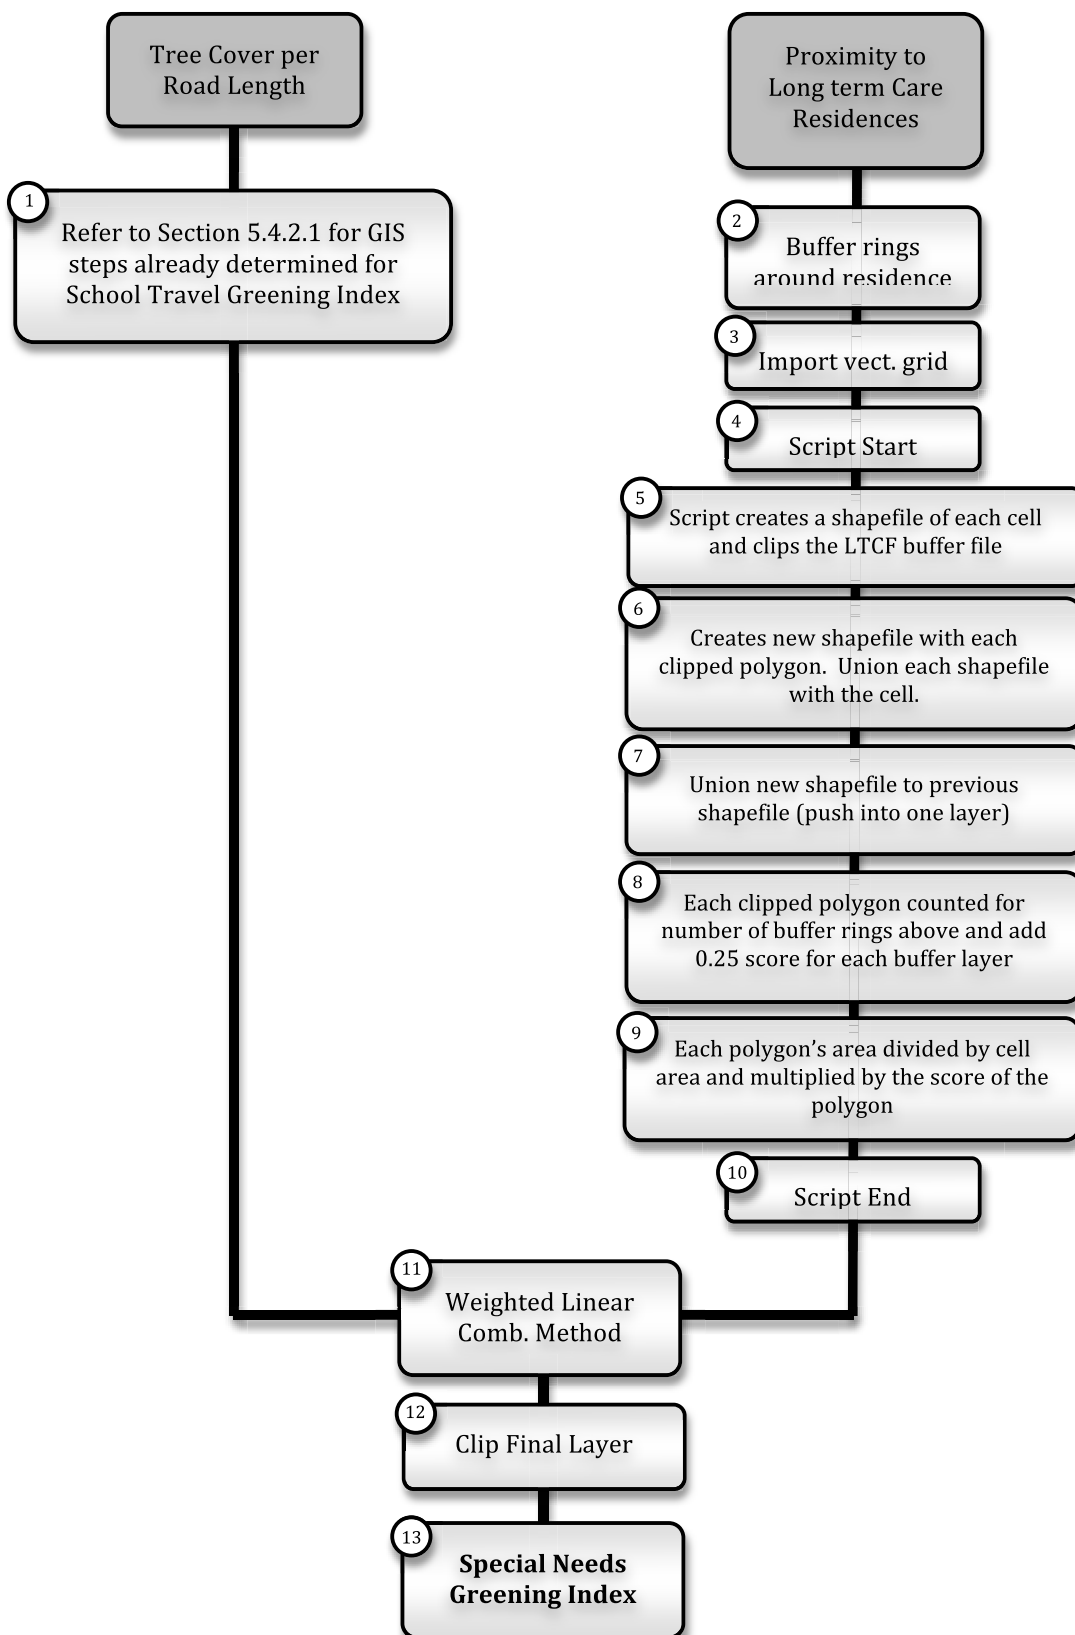 Tree Cover per
Road Length
1
Refer to Section 5.4.2.1 for GIS
steps already determined for
School Travel Greening Index
Proximity to
Long term Care
Residences
2
Buffer rings
around residence
3
Import vect. grid
4
Script Start
5
Script creates a shapefile of each cell
and clips the LTCF buffer file
6
Creates new shapefile with each
clipped polygon.  Union each shapefile
with the cell.
7
Union new shapefile to previous
shapefile (push into one layer)
8
Each clipped polygon counted for
number of buffer rings above and add
0.25 score for each buffer layer
9
Each polygon’s area divided by cell
area and multiplied by the score of the
polygon
10
Script End
11
Weighted Linear
Comb. Method
12
Clip Final Layer
13
Special Needs
Greening Index